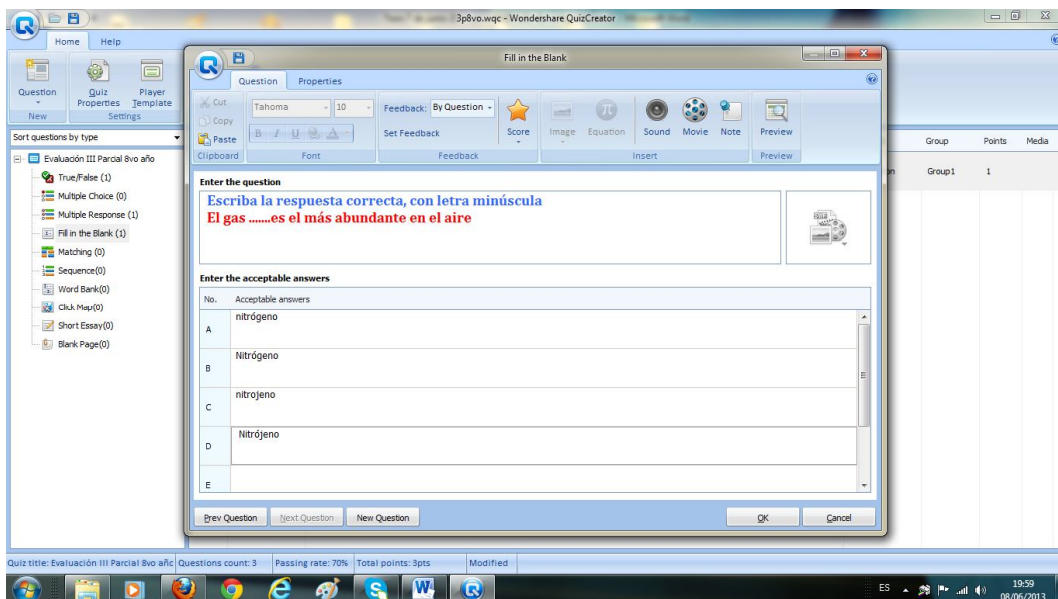 3p8vo.wqc - Wondershare QuizCreator
Home Help
Question
Quiz Properties
Player Template
New
Settings
Sort questions by type
Evaluación III Parcial 8vo año
True/False (1)
Multiple Choice (0)
Multiple Response (1)
Fill in the Blank (1)
Matching (0)
Sequence(0)
Word Bank(0)
Click Map(0)
Short Essay(0)
Blank Page(0)
Group Points Media
Group1 1
Fill in the Blank
Question Properties
Cut
Copy
Paste
Clipboard
Tahoma 10
B I U A
Font
Feedback: By Question
Set Feedback
Score
Feedback
Image Equation Sound Movie Note
Insert
Preview
Preview
Enter the question
Escriba la respuesta correcta, con letra minúscula
El gas .......es el más abundante en el aire
Enter the acceptable answers
No. Acceptable answers
A nitrógeno
B Nitrógeno
C nitrojeno
D Nitrójeno
E
Prev Question Next Question New Question OK Cancel
Quiz title: Evaluación III Parcial 8vo añc Questions count: 3 Passing rate: 70% Total points: 3pts Modified
ES 19:59
08/06/2013